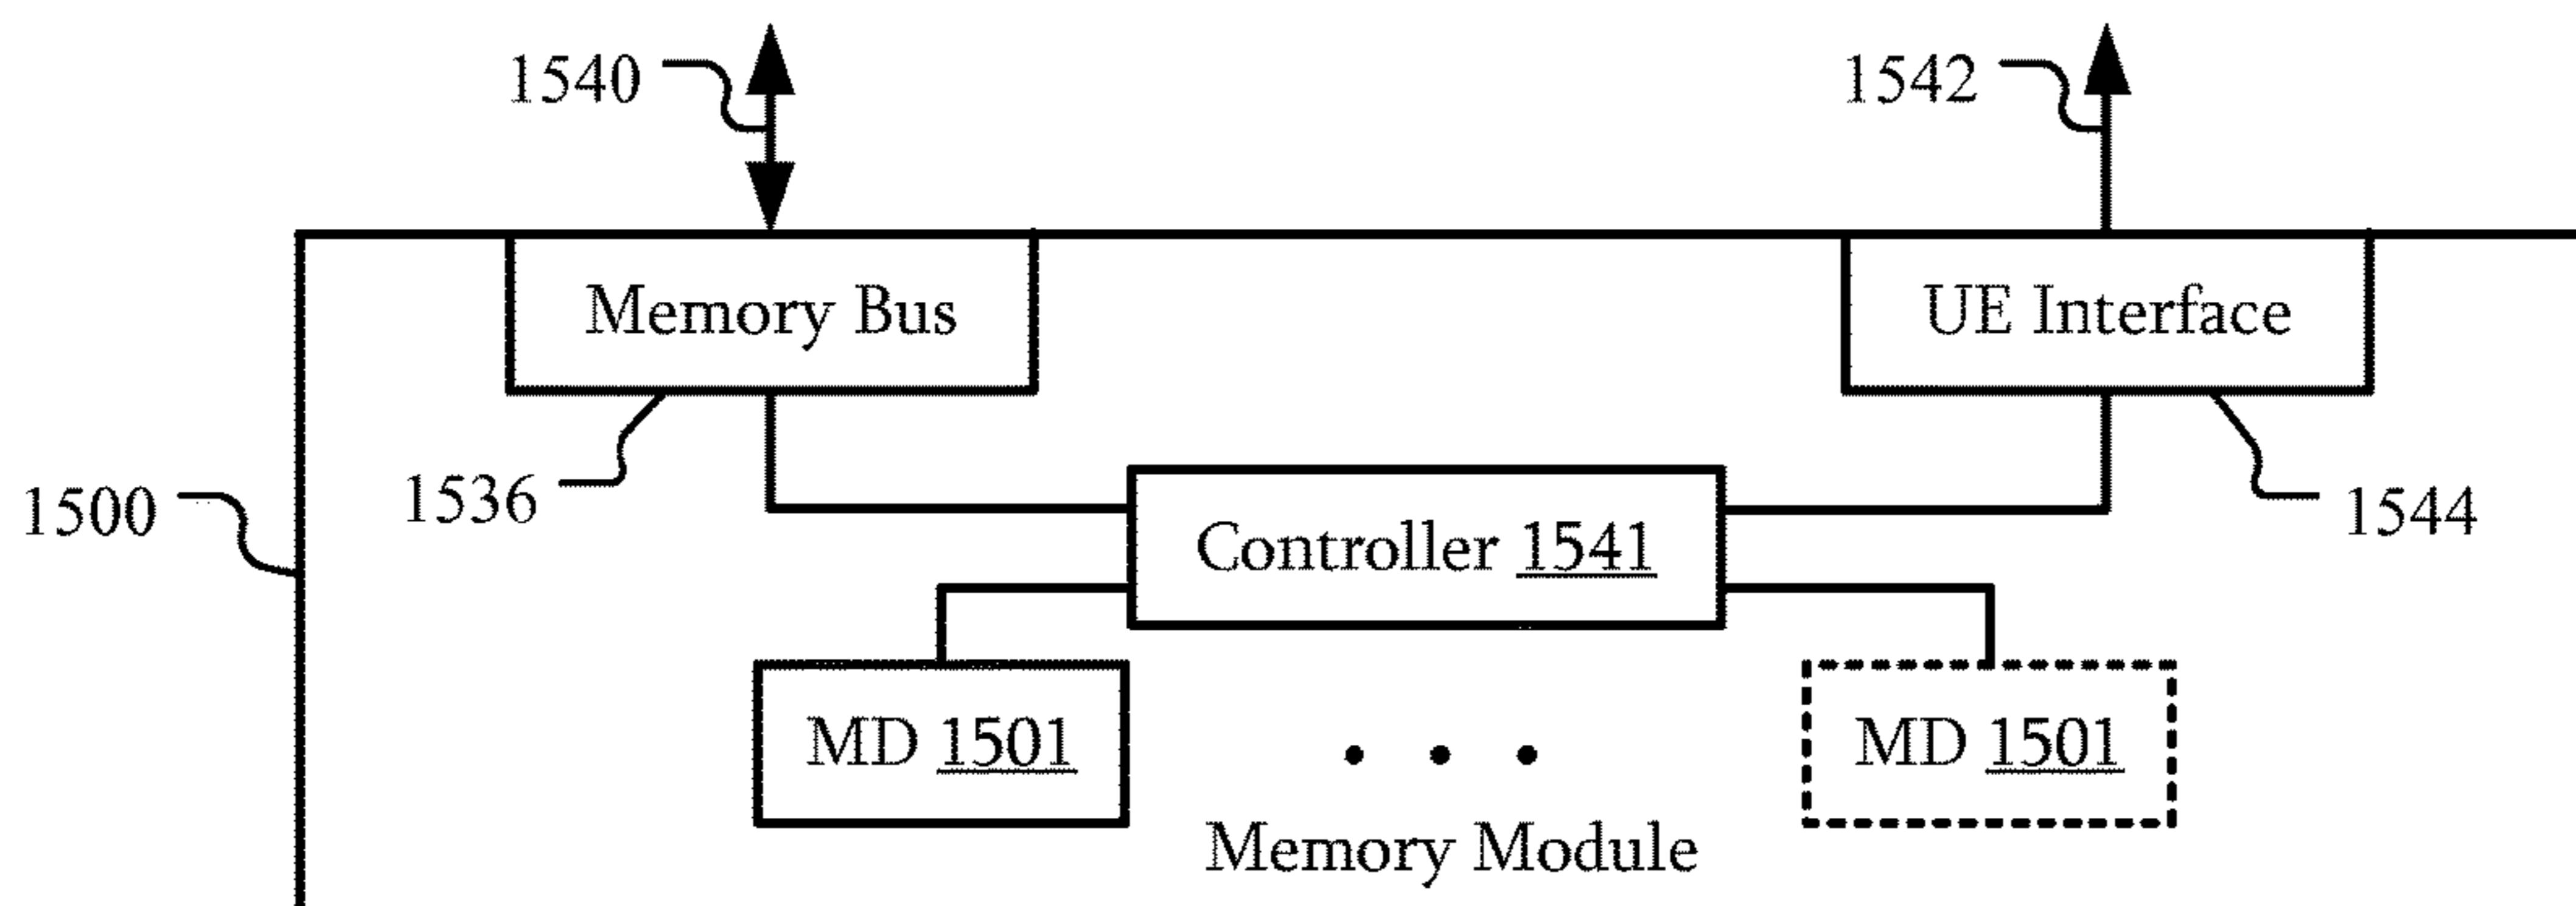 1540
1542
Memory Bus
UE Interface
1500
1536
1544
Controller 1541
MD 1501
MD 1501
Memory Module